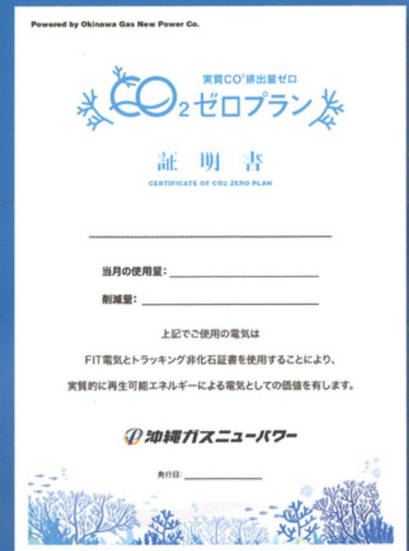 Powered by Okinawa Gas New Power Co.
実質CO²排出量ゼロ
CO₂ゼロプラン
証明書
CERTIFICATE OF CO2 ZERO PLAN
当月の使用量:
削減量:
上記でご使用の電気は
FIT電気とトラッキング非化石証書を使用することにより、
実質的に再生可能エネルギーによる電気としての価値を有します。
沖縄ガスニューパワー
発行日: